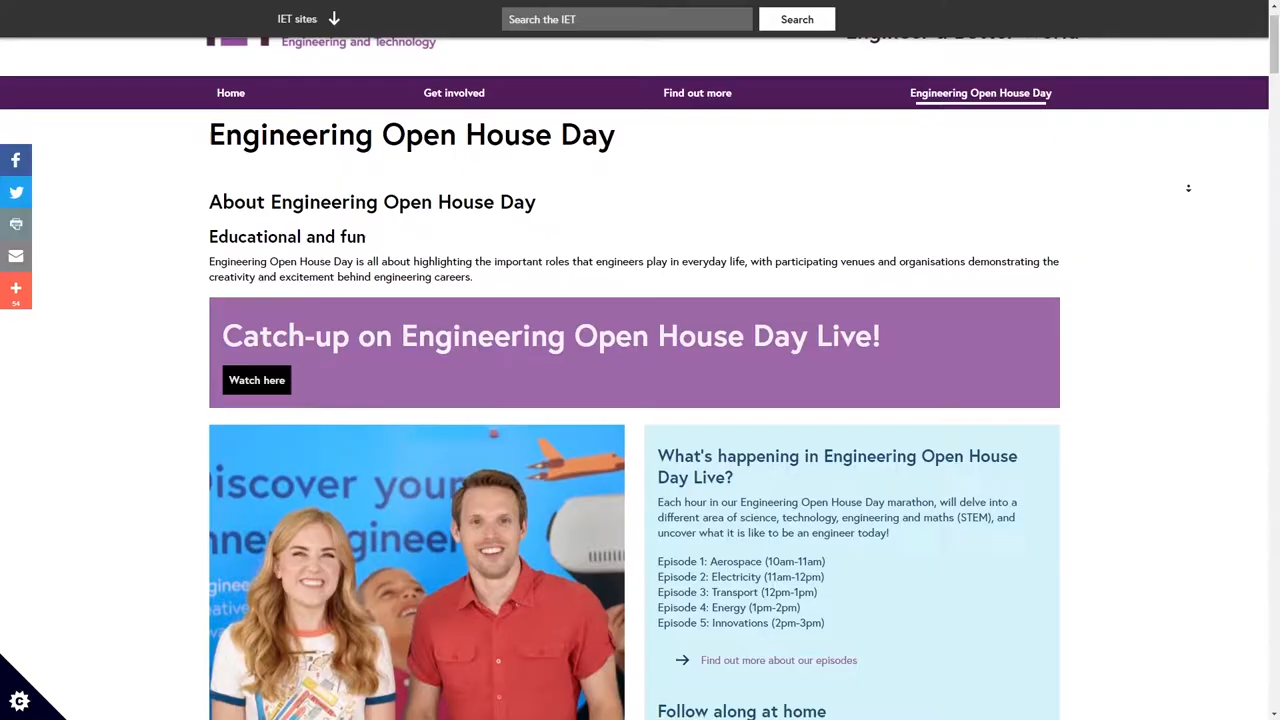 IET sites
Search the IET
Search
Engineering and Technology
Home
Get involved
Find out more
Engineering Open House Day
Engineering Open House Day
About Engineering Open House Day
Educational and fun
Engineering Open House Day is all about highlighting the important roles that engineers play in everyday life, with participating venues and organisations demonstrating the
creativity and excitement behind engineering careers.
54
Catch-up on Engineering Open House Day Live!
Watch here
What's happening in Engineering Open House
Day Live?
Each hour in our Engineering Open House Day marathon, will delve into a
different area of science, technology, engineering and maths (STEM), and
uncover what it is like to be an engineer today!
Episode 1: Aerospace (10am-11am)
Episode 2: Electricity (11am-12pm)
Episode 3: Transport (12pm-1pm)
Episode 4: Energy (1pm-2pm)
Episode 5: Innovations (2pm-3pm)
Find out more about our episodes
Follow along at home
iscover your
nner
nginee